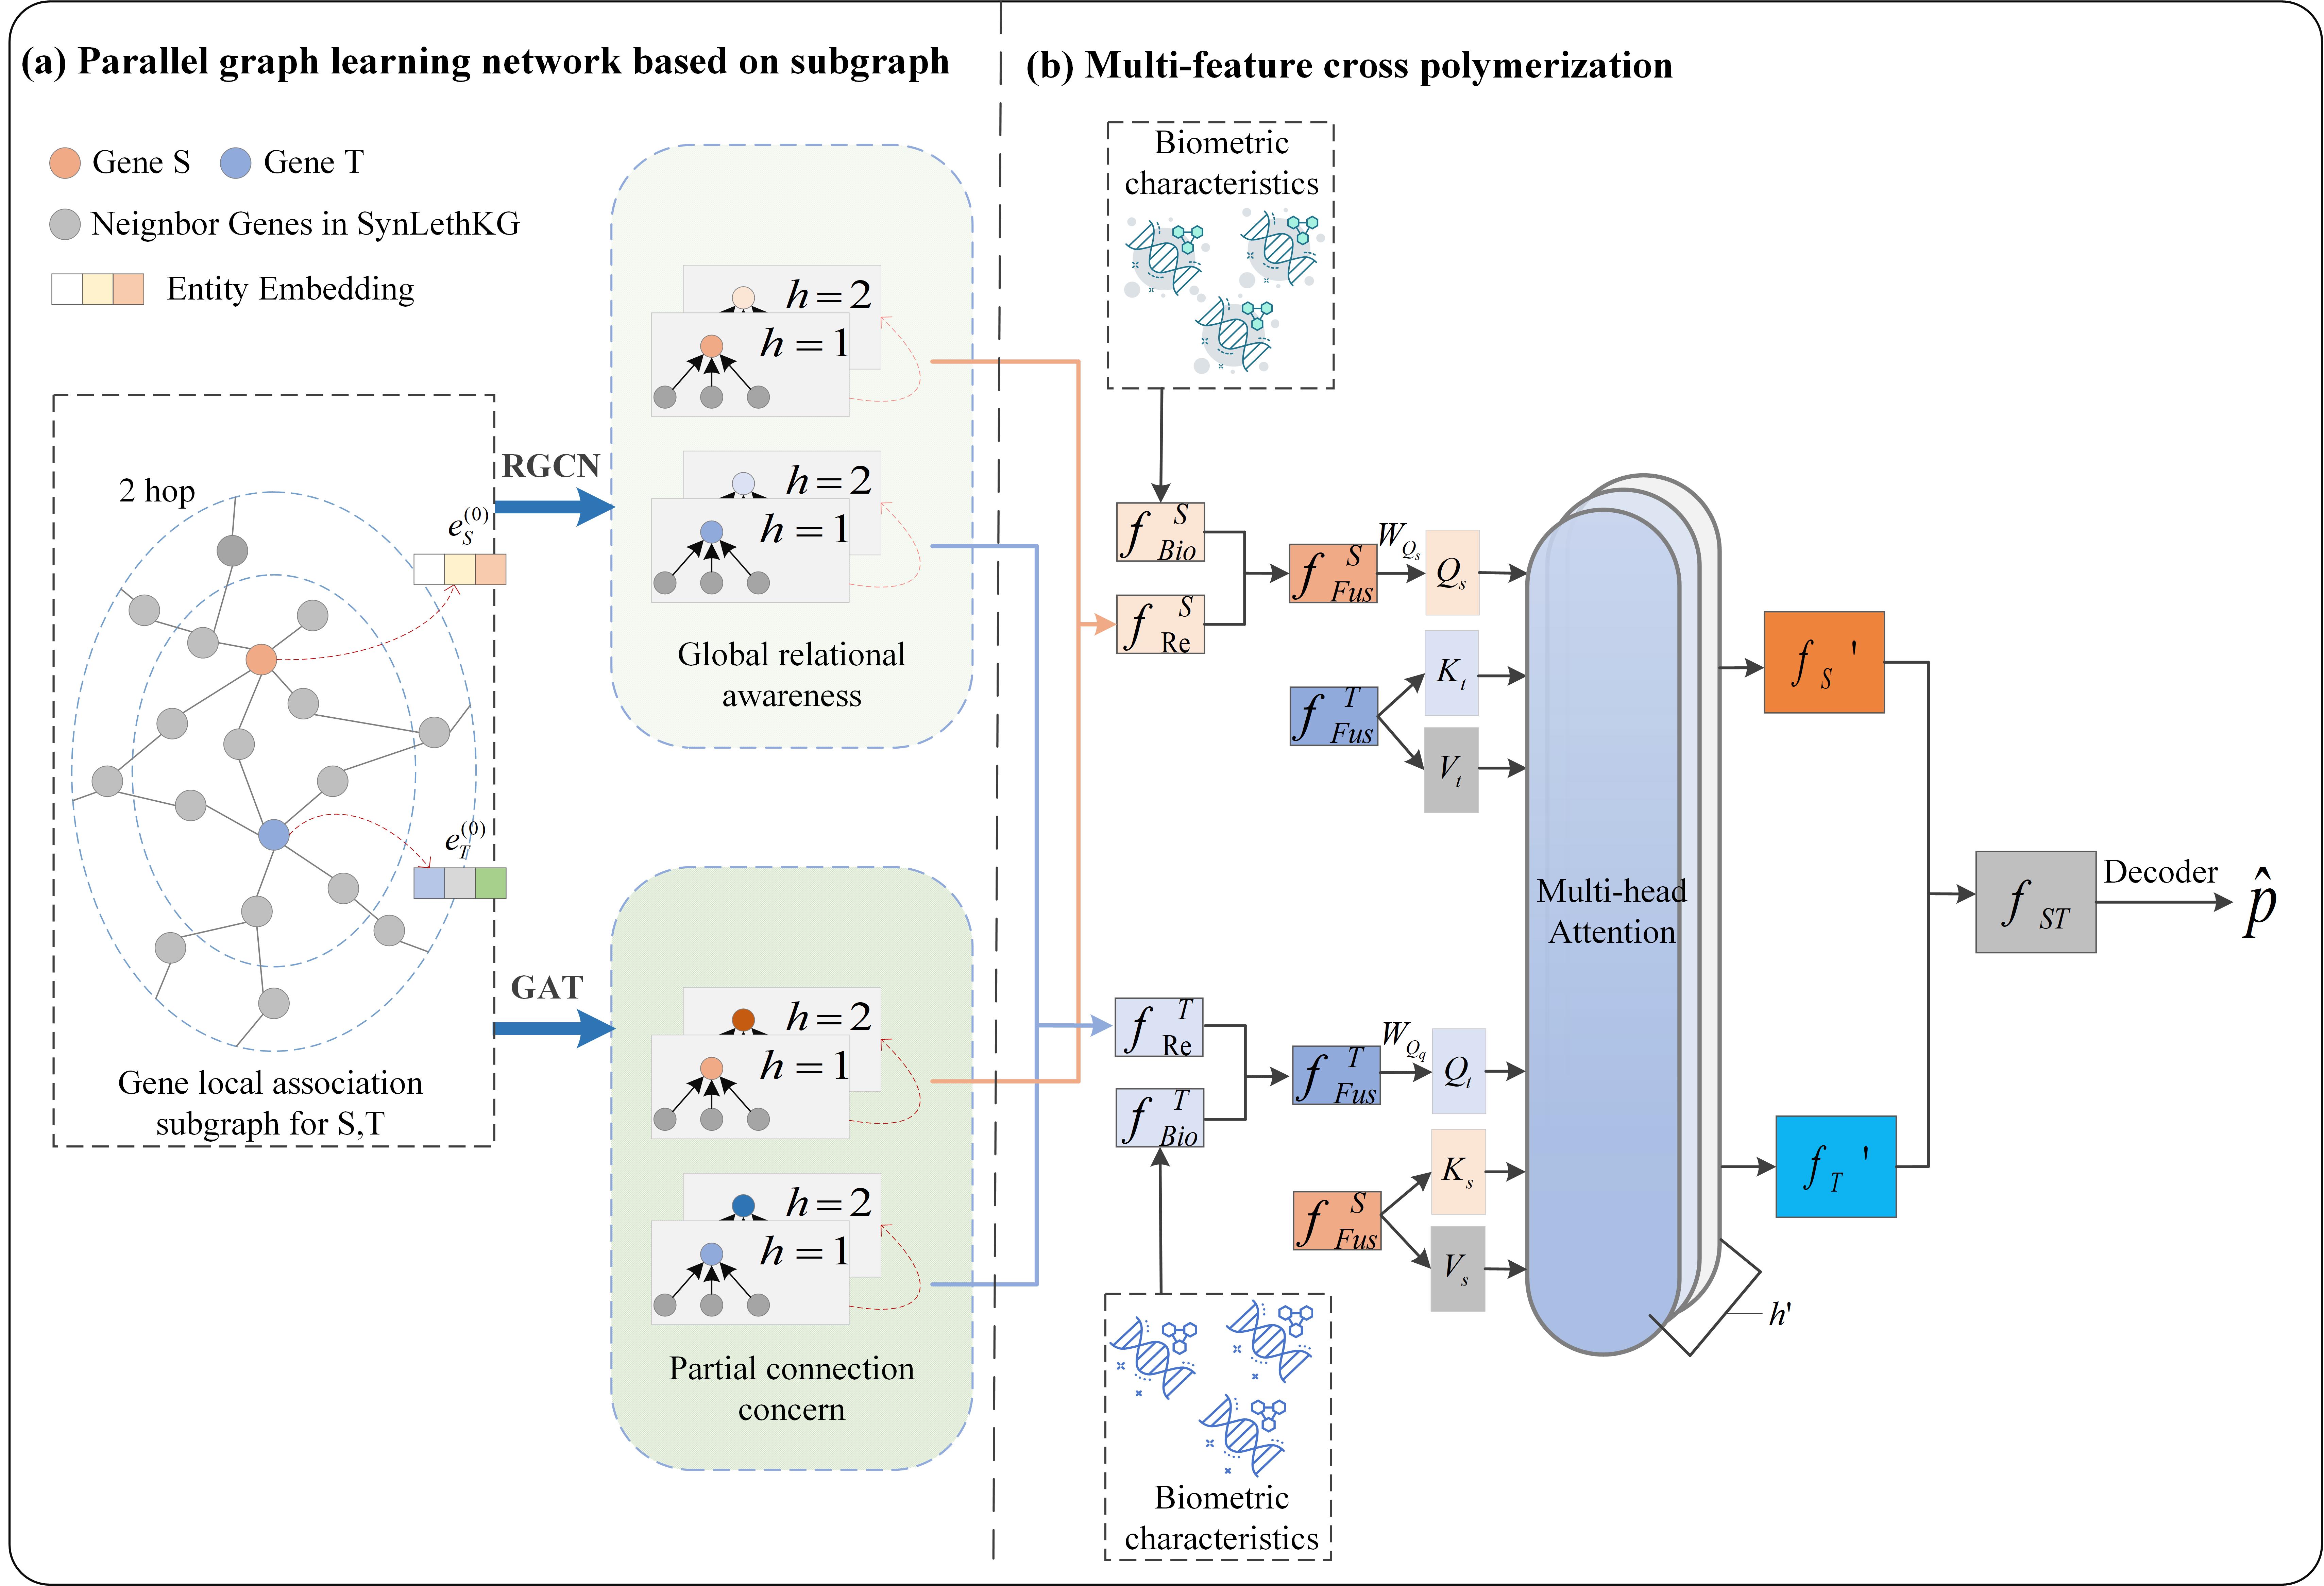 (a) Parallel graph learning network based on subgraph
Gene S
Gene T
Neignbor Genes in SynLethKG
Entity Embedding
2 hop
e_S^{(0)}
e_T^{(0)}
Gene local association
subgraph for S,T
RGCN
GAT
h = 2
h = 1
h = 2
h = 1
Global relational
awareness
h = 2
h = 1
h = 2
h = 1
Partial connection
concern
(b) Multi-feature cross polymerization
Biometric
characteristics
f_{Bio}^S
f_{Re}^S
f_{Fus}^S
W_{Q_s}
Q_s
f_{Fus}^T
K_t
V_t
f_{Re}^T
f_{Bio}^T
f_{Fus}^T
W_{Q_q}
Q_t
f_{Fus}^S
K_s
V_s
Biometric
characteristics
Multi-head
Attention
h'
f_S '
f_T '
f_{ST}
Decoder
p̂